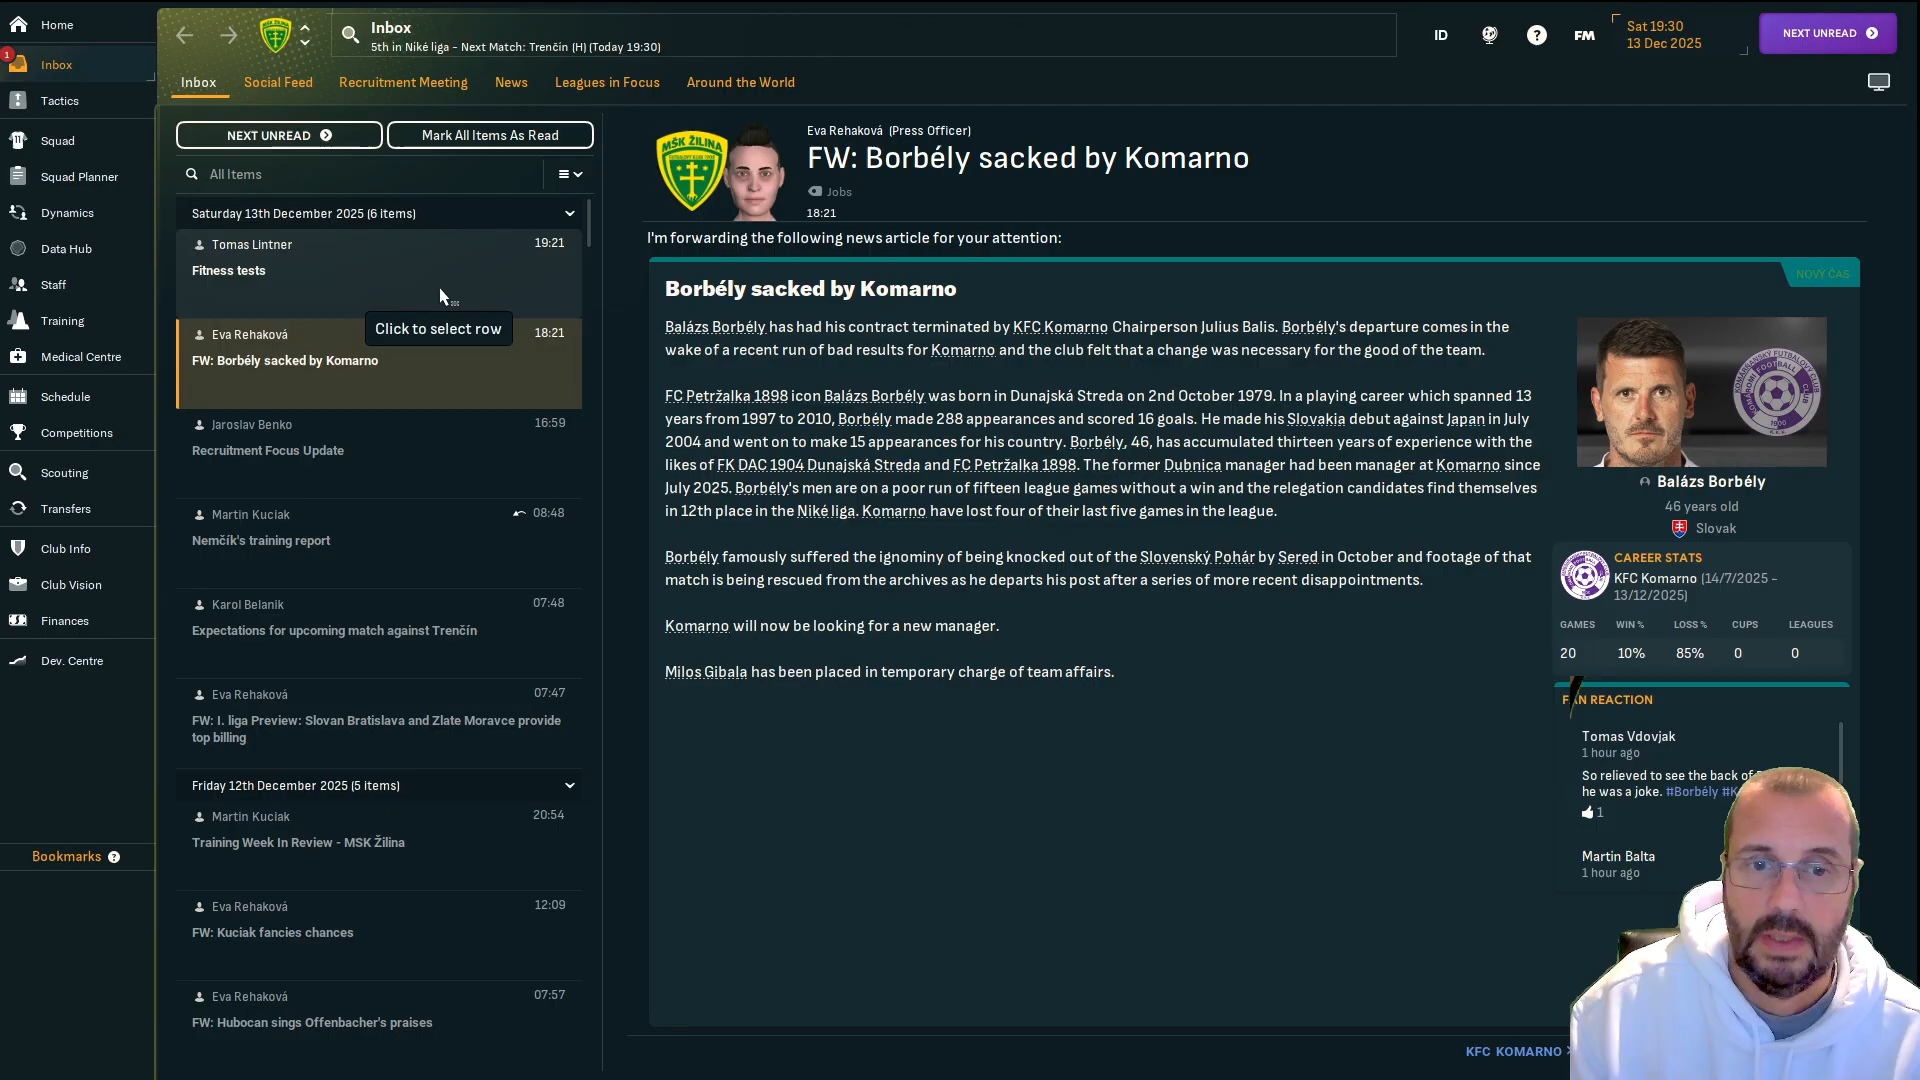 Home
1
Inbox
Tactics
Squad
Squad Planner
Dynamics
Data Hub
Staff
Training
Medical Centre
Schedule
Competitions
Scouting
Transfers
Club Info
Club Vision
Finances
Dev. Centre
Bookmarks ?
Inbox
5th in Niké liga - Next Match: Trenčín (H) (Today 19:30)
ID
?
FM
Sat 19:30
13 Dec 2025
NEXT UNREAD
Inbox
Social Feed
Recruitment Meeting
News
Leagues in Focus
Around the World
NEXT UNREAD
Mark All Items As Read
All Items
Saturday 13th December 2025 (6 items)
Tomas Lintner 19:21
Fitness tests
Click to select row
Eva Rehaková 18:21
FW: Borbély sacked by Komarno
Jaroslav Benko 16:59
Recruitment Focus Update
Martin Kuciak 08:48
Nemčík's training report
Karol Belanik 07:48
Expectations for upcoming match against Trenčín
Eva Rehaková 07:47
FW: I. liga Preview: Slovan Bratislava and Zlate Moravce provide
top billing
Friday 12th December 2025 (5 items)
Martin Kuciak 20:54
Training Week In Review - MSK Žilina
Eva Rehaková 12:09
FW: Kuciak fancies chances
Eva Rehaková 07:57
FW: Hubocan sings Offenbacher's praises
MŠK ŽILINA
Eva Rehaková (Press Officer)
FW: Borbély sacked by Komarno
Jobs
18:21
I'm forwarding the following news article for your attention:
NOVÝ ČAS
Borbély sacked by Komarno
Balázs Borbély has had his contract terminated by KFC Komarno Chairperson Julius Balis. Borbély's departure comes in the
wake of a recent run of bad results for Komarno and the club felt that a change was necessary for the good of the team.
FC Petržalka 1898 icon Balázs Borbély was born in Dunajská Streda on 2nd October 1979. In a playing career which spanned 13
years from 1997 to 2010, Borbély made 288 appearances and scored 16 goals. He made his Slovakia debut against Japan in July
2004 and went on to make 15 appearances for his country. Borbély, 46, has accumulated thirteen years of experience with the
likes of FK DAC 1904 Dunajská Streda and FC Petržalka 1898. The former Dubnica manager had been manager at Komarno since
July 2025. Borbély's men are on a poor run of fifteen league games without a win and the relegation candidates find themselves
in 12th place in the Niké liga. Komarno have lost four of their last five games in the league.
Borbély famously suffered the ignominy of being knocked out of the Slovenský Pohár by Sered in October and footage of that
match is being rescued from the archives as he departs his post after a series of more recent disappointments.
Komarno will now be looking for a new manager.
Milos Gibala has been placed in temporary charge of team affairs.
Balázs Borbély
46 years old
Slovak
CAREER STATS
KFC Komarno (14/7/2025 -
13/12/2025)
GAMES WIN % LOSS % CUPS LEAGUES
20 10% 85% 0 0
FAN REACTION
Tomas Vdovjak
1 hour ago
So relieved to see the back of
he was a joke. #Borbély #K
1
Martin Balta
1 hour ago
KFC KOMARNO